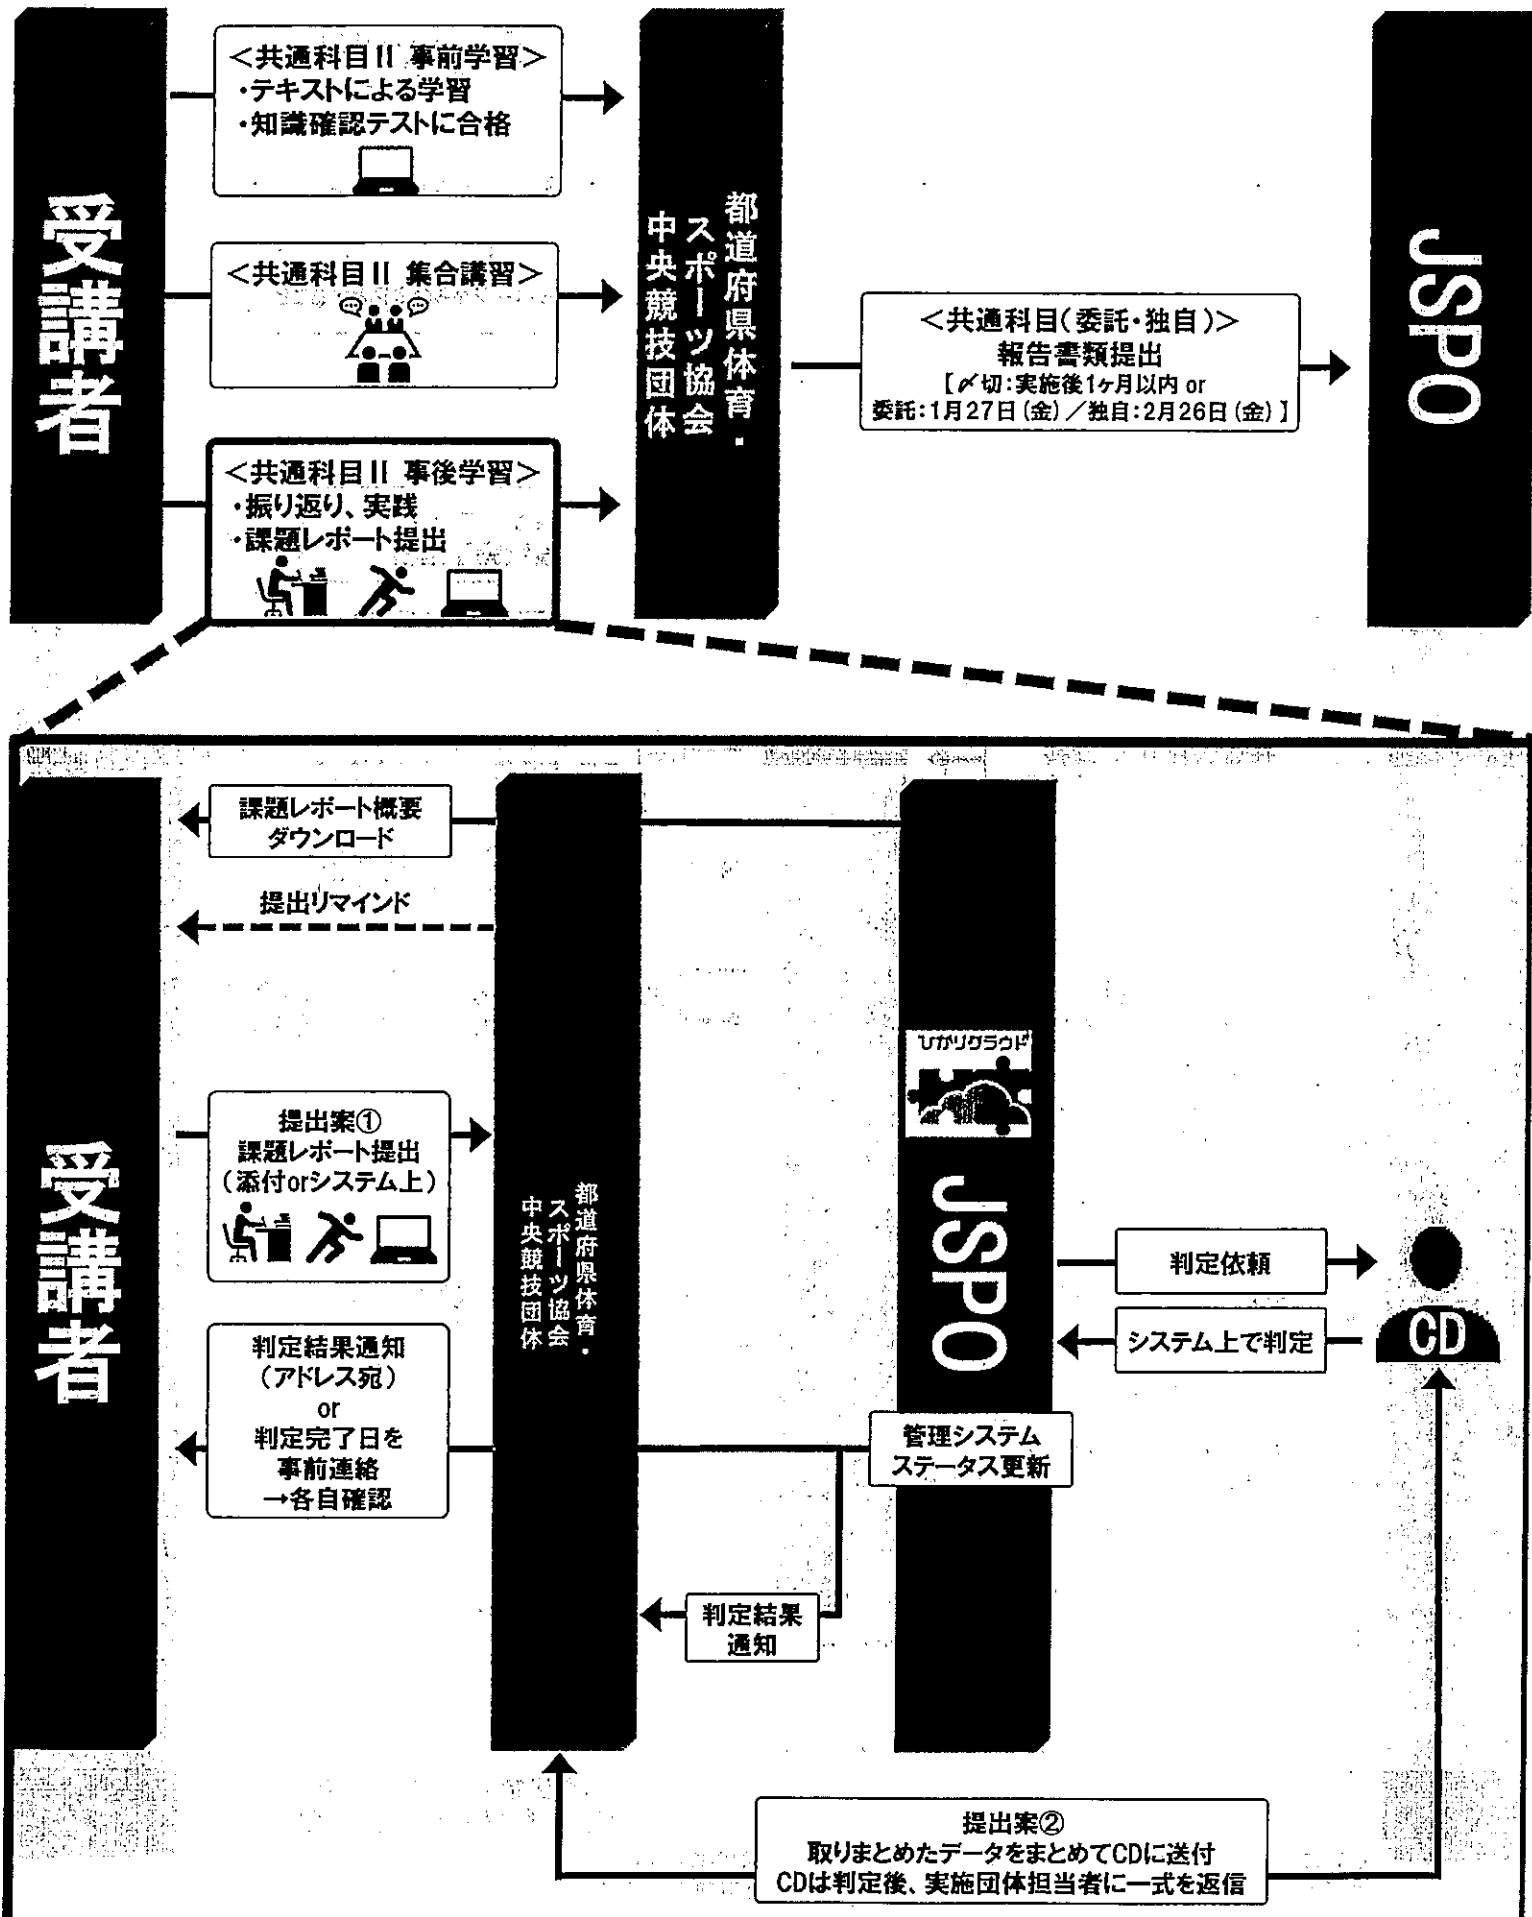 受講者
＜共通科目Ⅱ 事前学習＞
・テキストによる学習
・知識確認テストに合格
＜共通科目Ⅱ 集合講習＞
＜共通科目Ⅱ 事後学習＞
・振り返り、実践
・課題レポート提出
都道府県体育・
スポーツ協会
中央競技団体
＜共通科目（委託・独自）＞
報告書類提出
【〆切：実施後1ヶ月以内 or
委託：1月27日（金）／独自：2月26日（金）】
JSPO
受講者
課題レポート概要
ダウンロード
提出リマインド
提出案①
課題レポート提出
（添付orシステム上）
判定結果通知
（アドレス宛）
or
判定完了日を
事前連絡
→各自確認
都道府県体育・
スポーツ協会
中央競技団体
ひかりクラウド
JSPO
管理システム
ステータス更新
判定結果
通知
判定依頼
システム上で判定
CD
提出案②
取りまとめたデータをまとめてCDに送付
CDは判定後、実施団体担当者に一式を返信